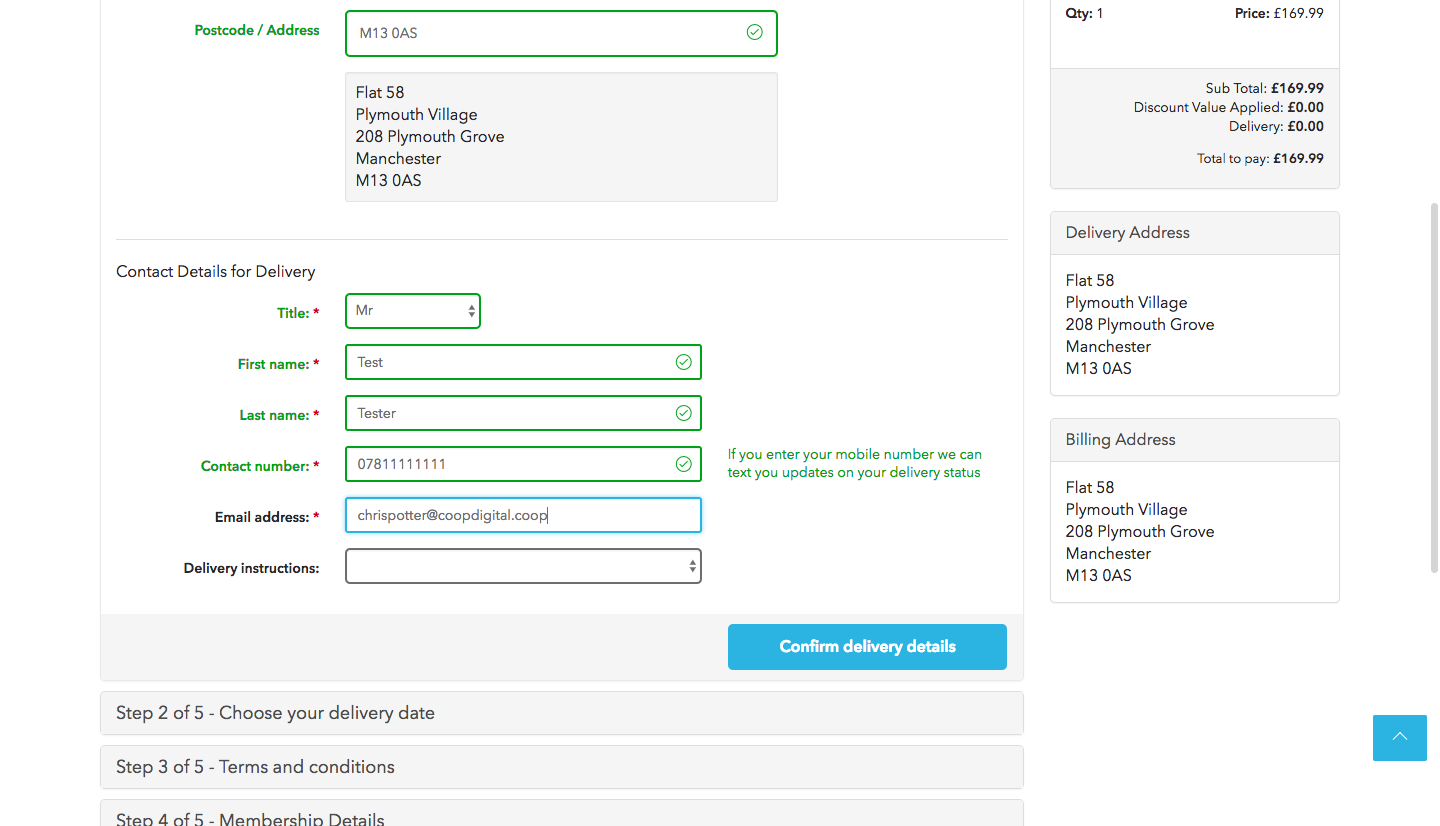 Postcode / Address
M13 0AS
Flat 58
Plymouth Village
208 Plymouth Grove
Manchester
M13 0AS
Contact Details for Delivery
Title: *
Mr
First name: *
Test
Last name: *
Tester
Contact number: *
07811111111
If you enter your mobile number we can
text you updates on your delivery status
Email address: *
chrispotter@coopdigital.coop
Delivery instructions:
Confirm delivery details
Step 2 of 5 - Choose your delivery date
Step 3 of 5 - Terms and conditions
Step 4 of 5 - Membership Details
Qty: 1 Price: £169.99
Sub Total: £169.99
Discount Value Applied: £0.00
Delivery: £0.00
Total to pay: £169.99
Delivery Address
Flat 58
Plymouth Village
208 Plymouth Grove
Manchester
M13 0AS
Billing Address
Flat 58
Plymouth Village
208 Plymouth Grove
Manchester
M13 0AS